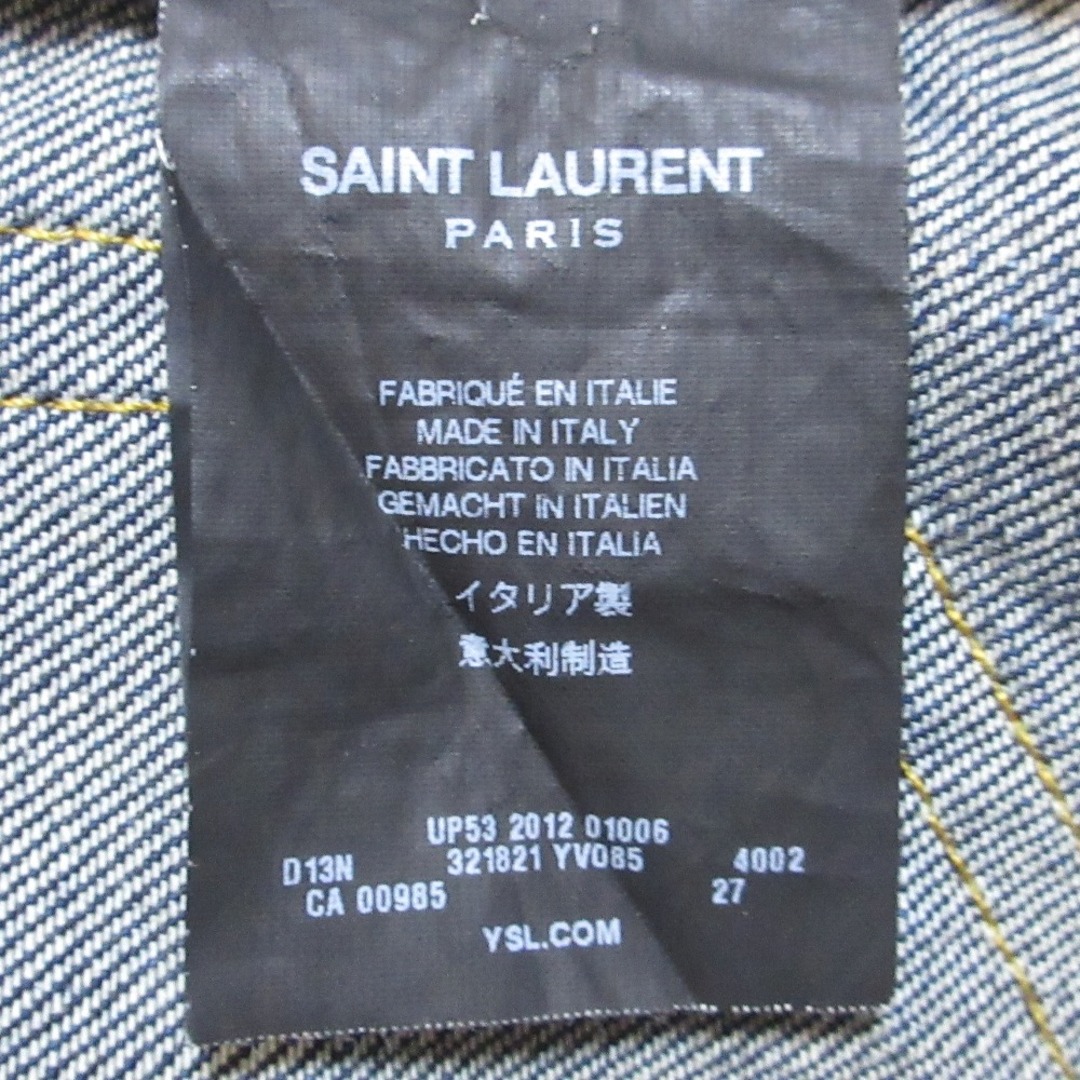 SAINT LAURENT
PARIS
FABRIQUÉ EN ITALIE
MADE IN ITALY
FABBRICATO IN ITALIA
GEMACHT IN ITALIEN
HECHO EN ITALIA
イタリア製
意大利制造
UP53 2012 01006
D13N 321821 YV085 4002
CA 00985 27
YSL.COM